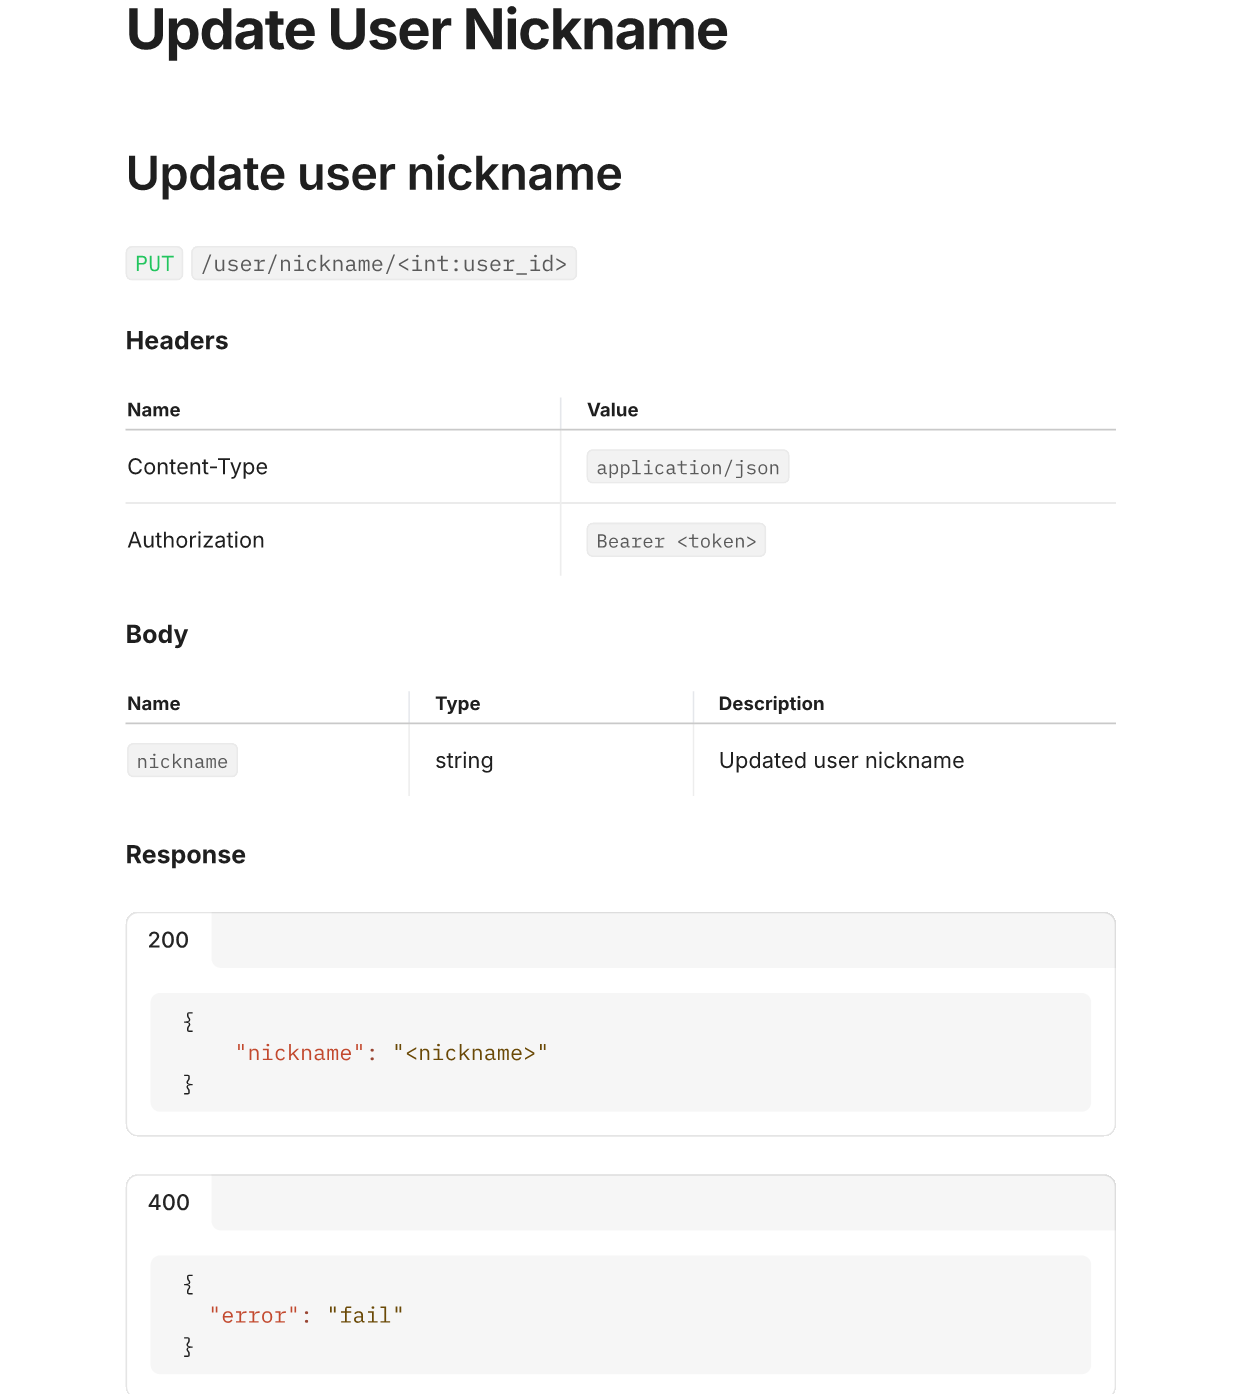 Update User Nickname
Update user nickname
PUT /user/nickname/<int:user_id>
Headers
Name Value
Content-Type application/json
Authorization Bearer <token>
Body
Name Type Description
nickname string Updated user nickname
Response
200
{
    "nickname": "<nickname>"
}
400
{
  "error": "fail"
}